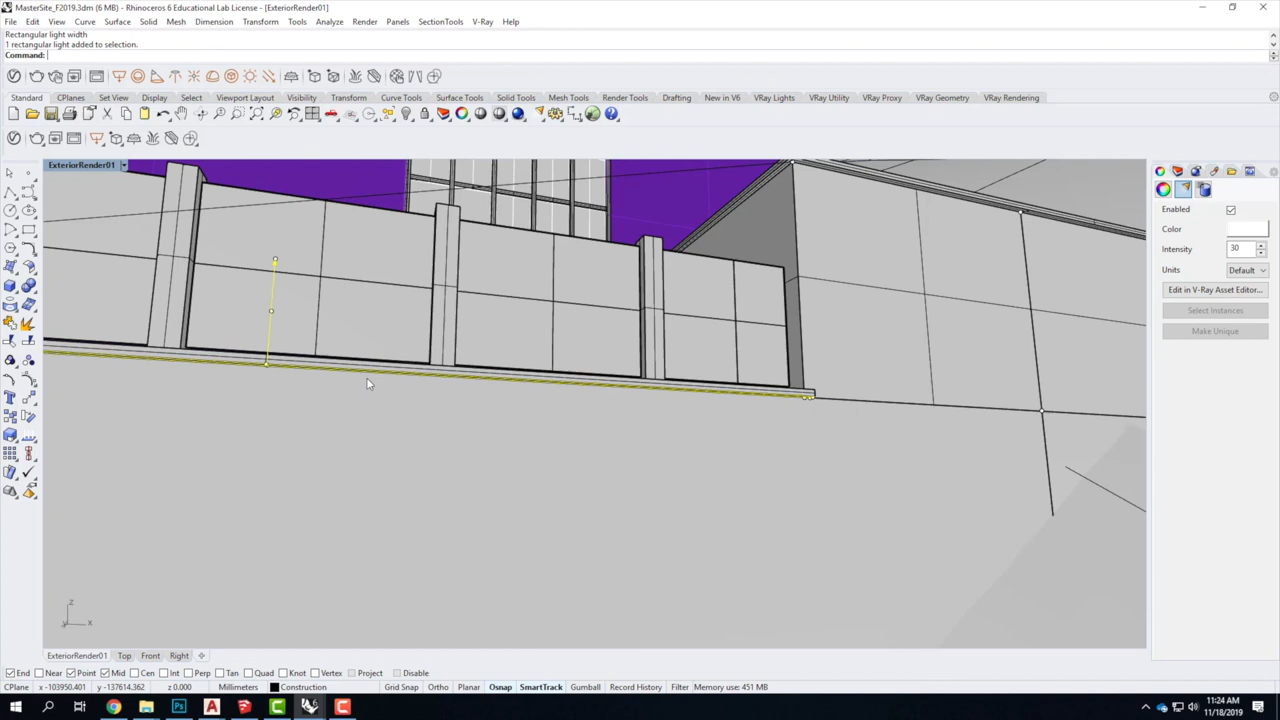 MasterSite_F2019.3dm (6 MB) - Rhinoceros 6 Educational Lab License - [ExteriorRender01]
File Edit View Curve Surface Solid Mesh Dimension Transform Tools Analyze Render Panels SectionTools V-Ray Help
Rectangular light width
1 rectangular light added to selection.
Command:
Standard CPlanes Set View Display Select Viewport Layout Visibility Transform Curve Tools Surface Tools Solid Tools Mesh Tools Render Tools Drafting New in V6 VRay Lights VRay Utility VRay Proxy VRay Geometry VRay Rendering
ExteriorRender01
Enabled
Color
Intensity 30
Units Default
Edit in V-Ray Asset Editor...
Select Instances
Make Unique
z
y x
ExteriorRender01 Top Front Right
End Near Point Mid Cen Int Perp Tan Quad Knot Vertex Project Disable
CPlane x -103950.401 y -137614.362 z 0.000 Millimeters Construction Grid Snap Ortho Planar Osnap SmartTrack Gumball Record History Filter Memory use: 451 MB
11:24 AM
11/18/2019